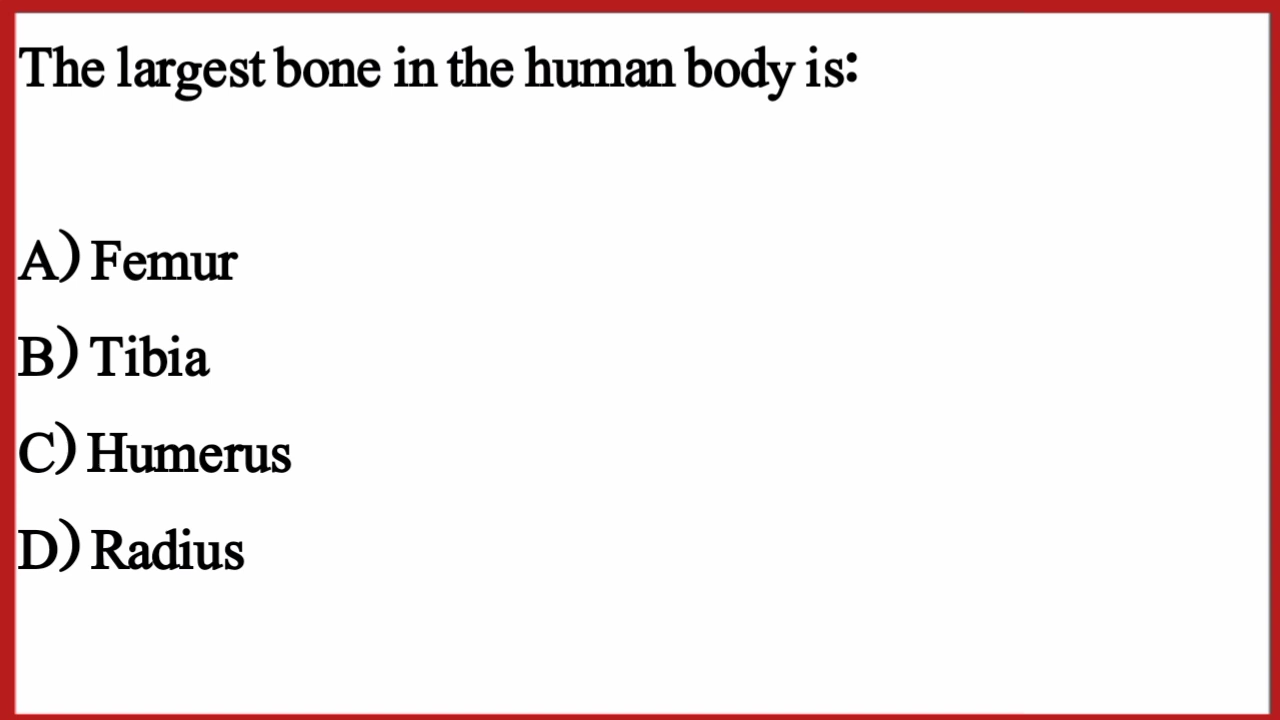 The largest bone in the human body is:
A) Femur
B) Tibia
C) Humerus
D) Radius